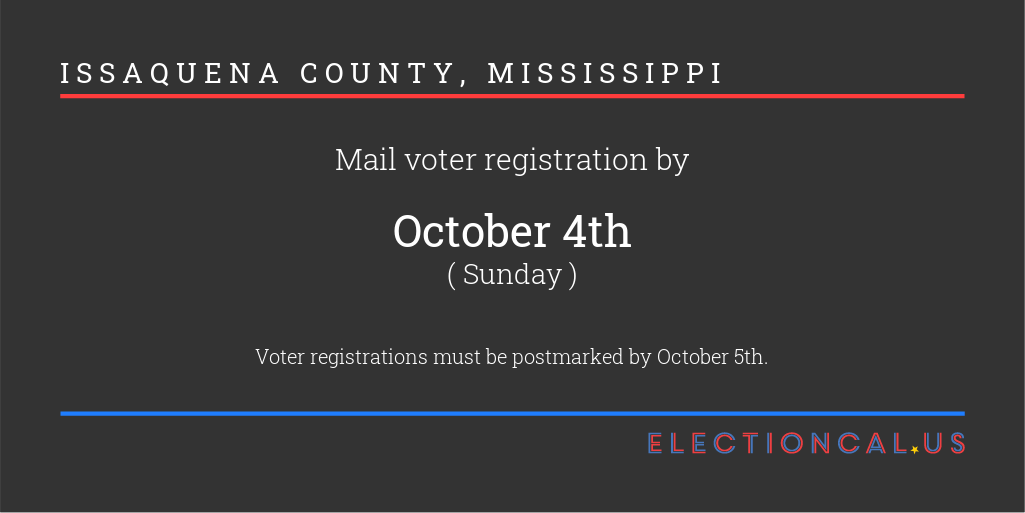 ISSAQUENA COUNTY, MISSISSIPPI
Mail voter registration by
October 4th
( Sunday )
Voter registrations must be postmarked by October 5th.
ELECTIONCAL.US